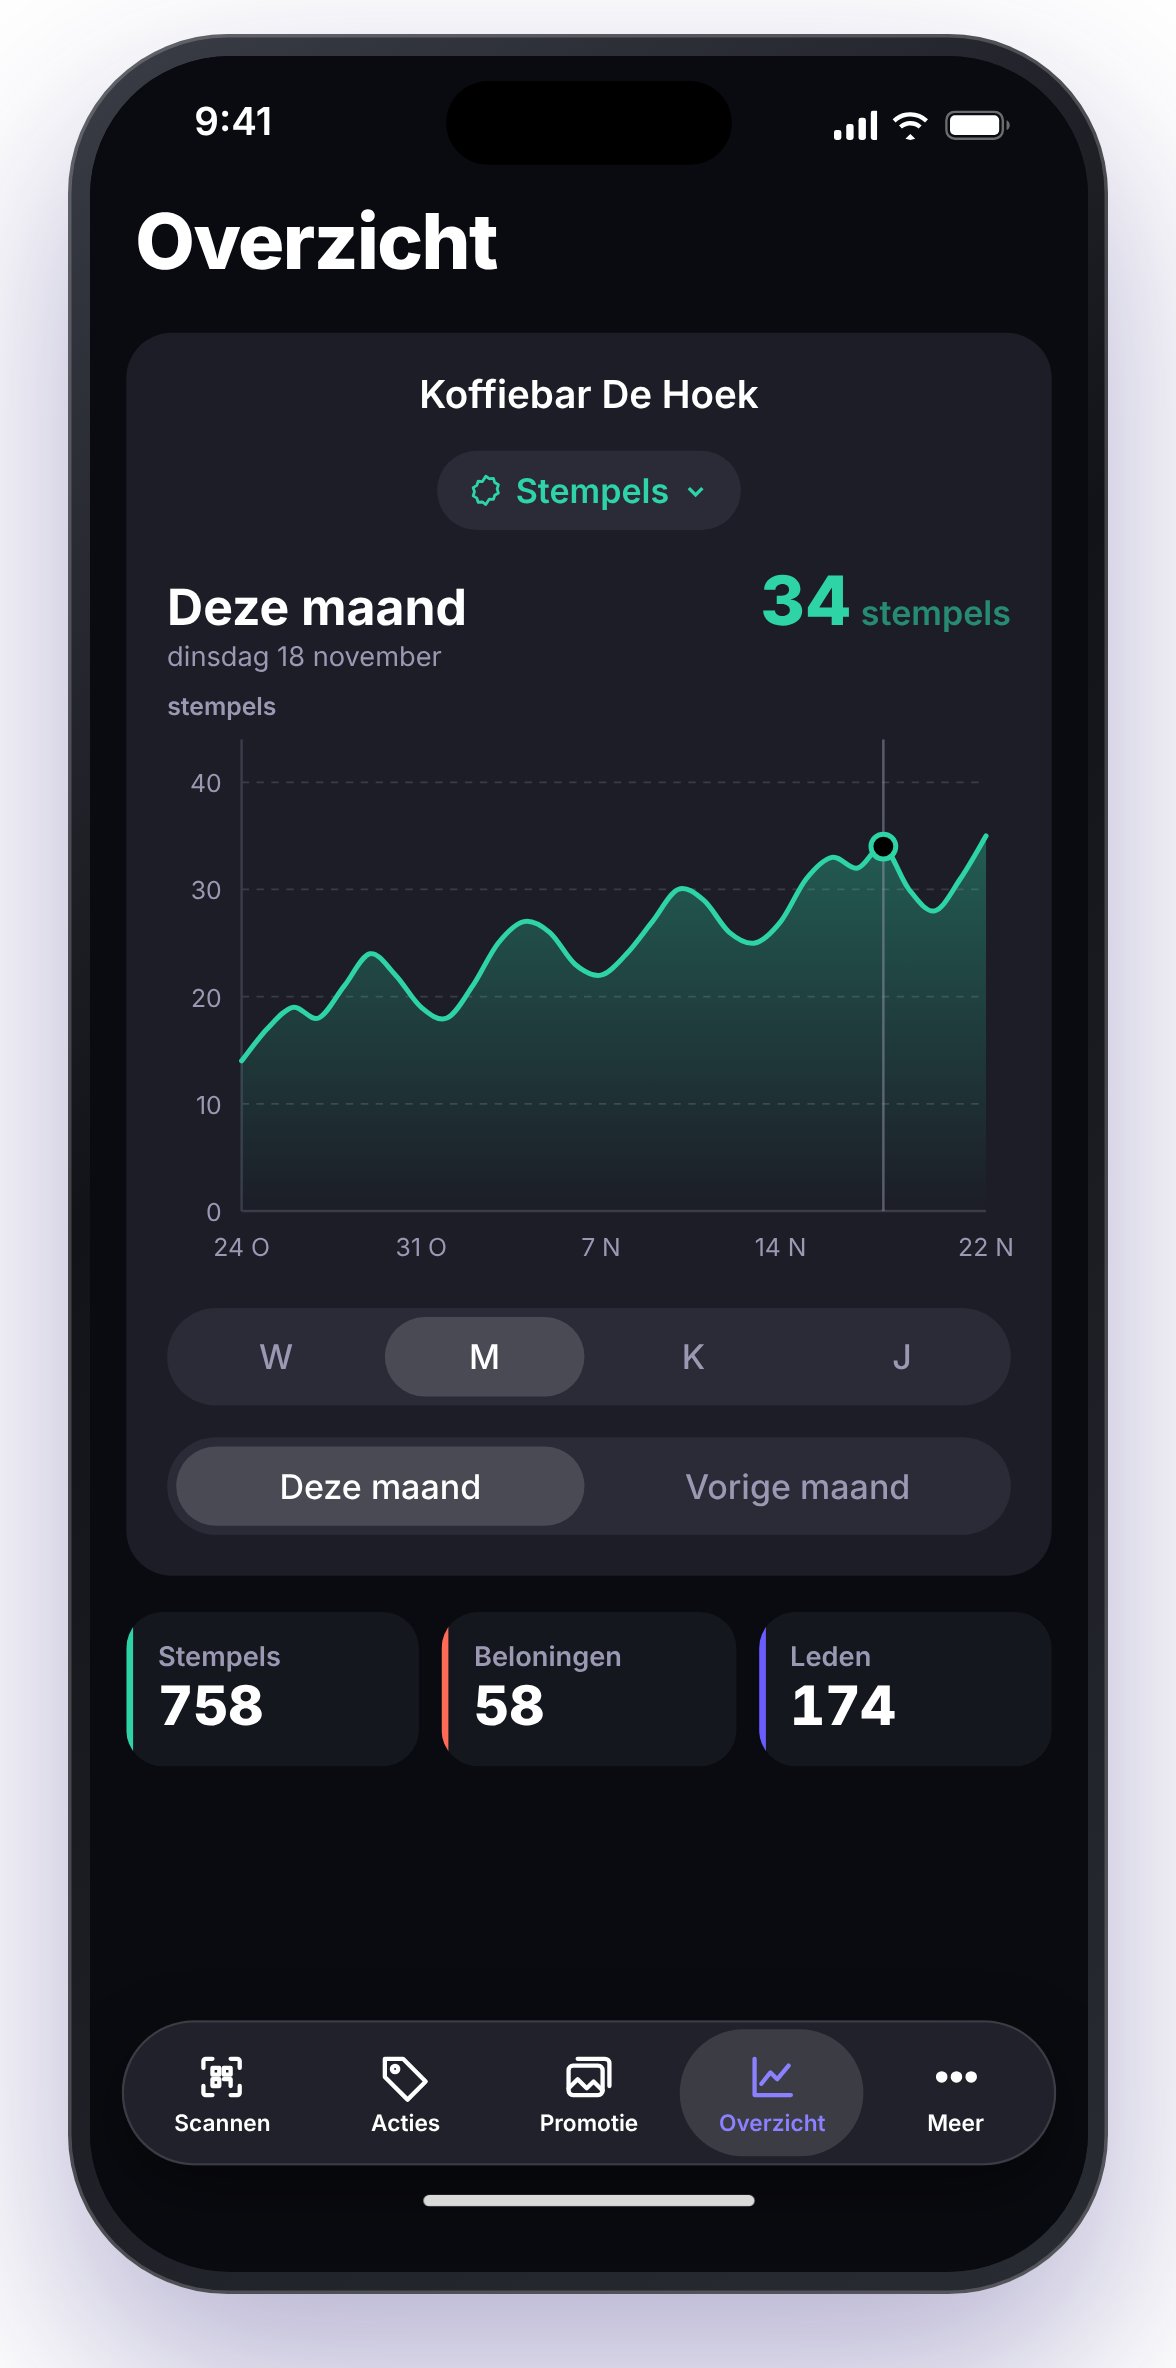 9:41
Overzicht
Koffiebar De Hoek
Stempels
Deze maand
34 stempels
dinsdag 18 november
stempels
40
30
20
10
0
24 O 31 O 7 N 14 N 22 N
W M K J
Deze maand Vorige maand
Stempels Beloningen Leden
758 58 174
Scannen Acties Promotie Overzicht Meer